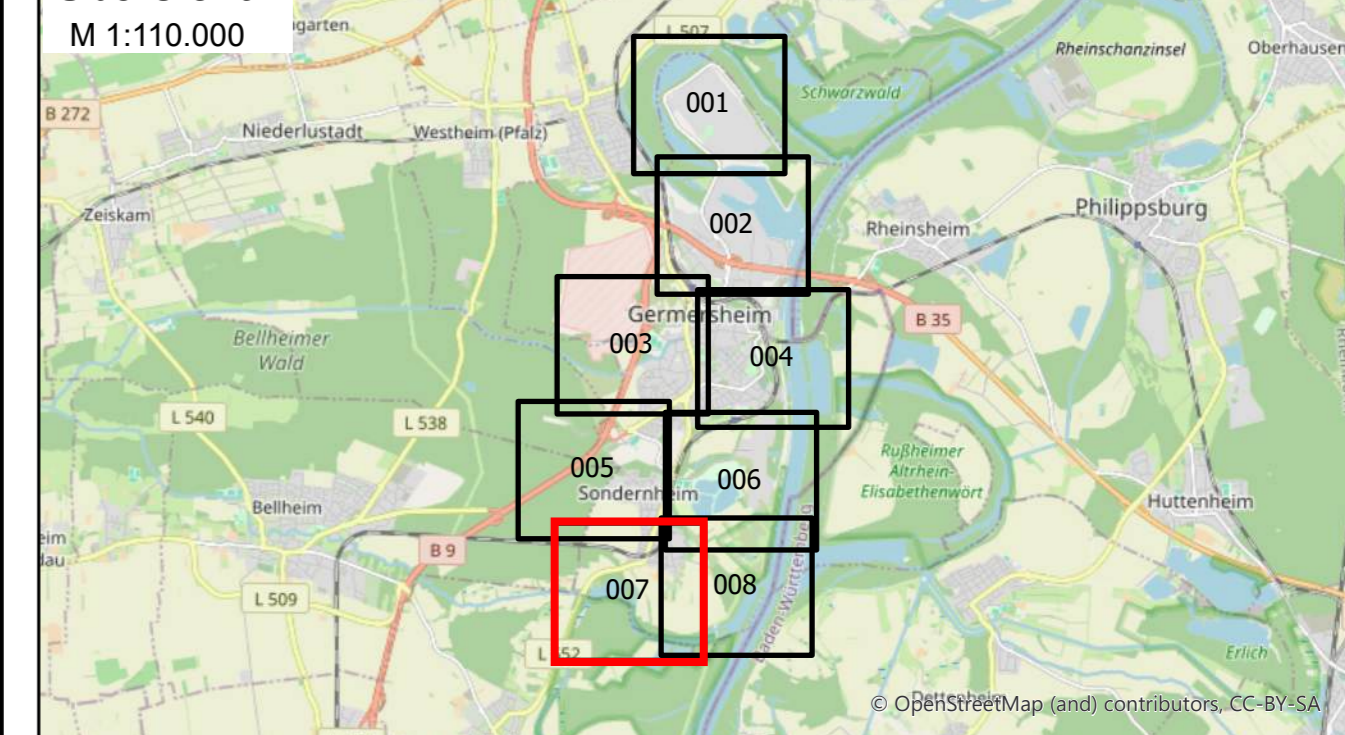 M 1:110.000
L 507
Rheinschanzinsel
Oberhausen
Schwarzwald
001
B 272
Niederlustadt
Westheim (Pfalz)
Zeiskam
002
Rheinsheim
Philippsburg
Germersheim
B 35
Bellheimer
Wald
003
004
L 540
L 538
Rußheimer
Altrhein-
Elisabethenwört
005
006
Sondernheim
Huttenheim
Bellheim
B 9
007
008
L 509
Baden-Württemberg
Erlich
Dettenheim
© OpenStreetMap (and) contributors, CC-BY-SA